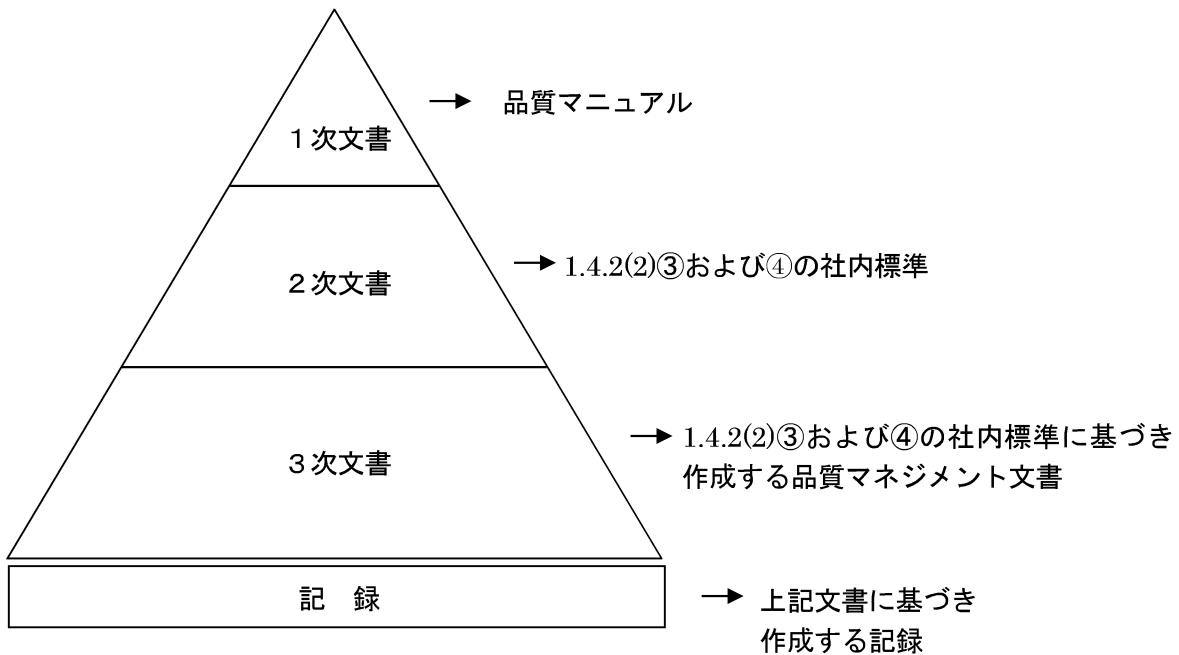 → 品質マニュアル
１次文書
→ 1.4.2(2)③および④の社内標準
２次文書
→ 1.4.2(2)③および④の社内標準に基づき
作成する品質マネジメント文書
３次文書
記　録
→ 上記文書に基づき
作成する記録